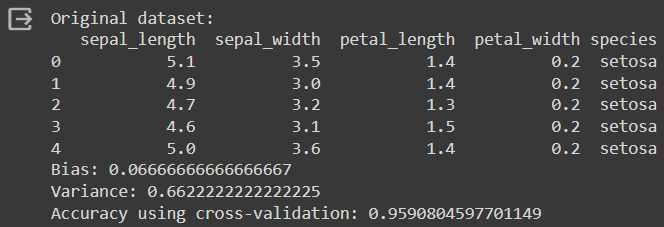 Original dataset:
sepal_length sepal_width petal_length petal_width species
0 5.1 3.5 1.4 0.2 setosa
1 4.9 3.0 1.4 0.2 setosa
2 4.7 3.2 1.3 0.2 setosa
3 4.6 3.1 1.5 0.2 setosa
4 5.0 3.6 1.4 0.2 setosa
Bias: 0.06666666666666667
Variance: 0.6622222222222225
Accuracy using cross-validation: 0.9590804597701149